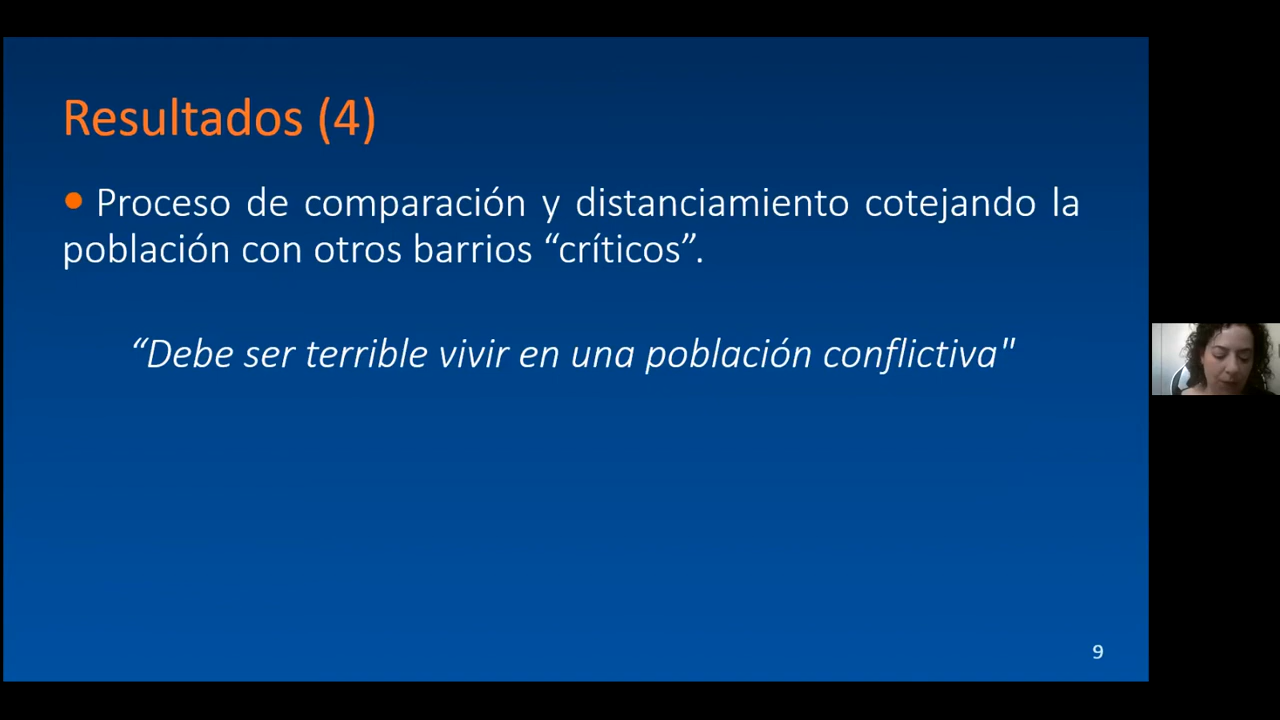 Resultados (4)
• Proceso de comparación y distanciamiento cotejando la
población con otros barrios “críticos”.
“Debe ser terrible vivir en una población conflictiva"
9